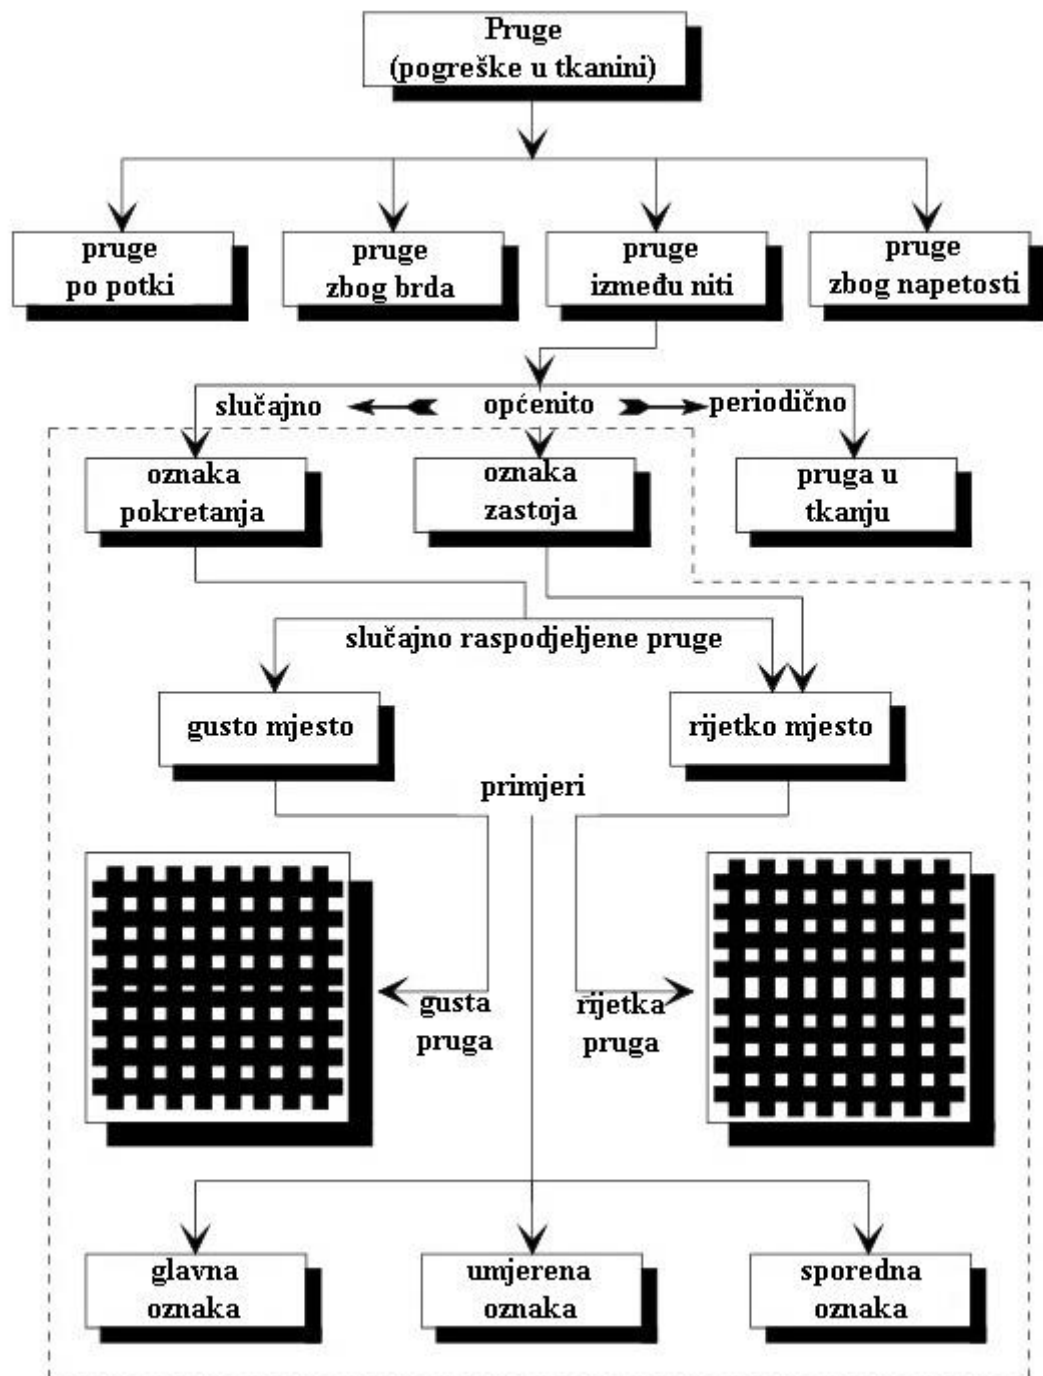 Pruge
(pogreške u tkanini)
pruge
po potki
pruge
zbog brda
pruge
između niti
pruge
zbog napetosti
slučajno
općenito
periodično
oznaka
pokretanja
oznaka
zastoja
pruga u
tkanju
slučajno raspodjeljene pruge
gusto mjesto
rijetko mjesto
primjeri
gusta
pruga
rijetka
pruga
glavna
oznaka
umjerena
oznaka
sporedna
oznaka